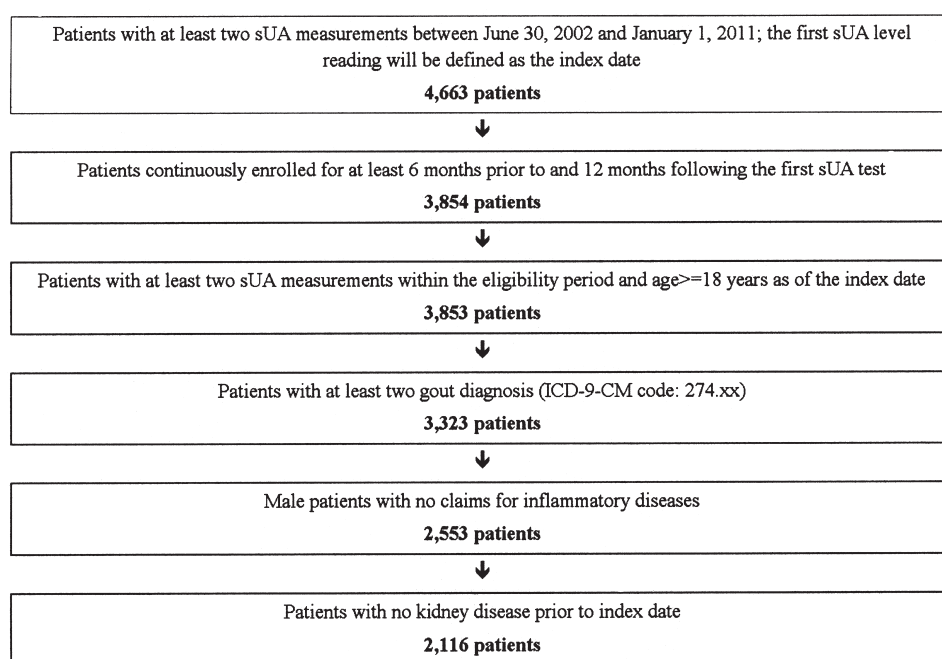 Patients with at least two sUA measurements between June 30, 2002 and January 1, 2011; the first sUA level
reading will be defined as the index date
4,663 patients
Patients continuously enrolled for at least 6 months prior to and 12 months following the first sUA test
3,854 patients
Patients with at least two sUA measurements within the eligibility period and age>=18 years as of the index date
3,853 patients
Patients with at least two gout diagnosis (ICD-9-CM code: 274.xx)
3,323 patients
Male patients with no claims for inflammatory diseases
2,553 patients
Patients with no kidney disease prior to index date
2,116 patients